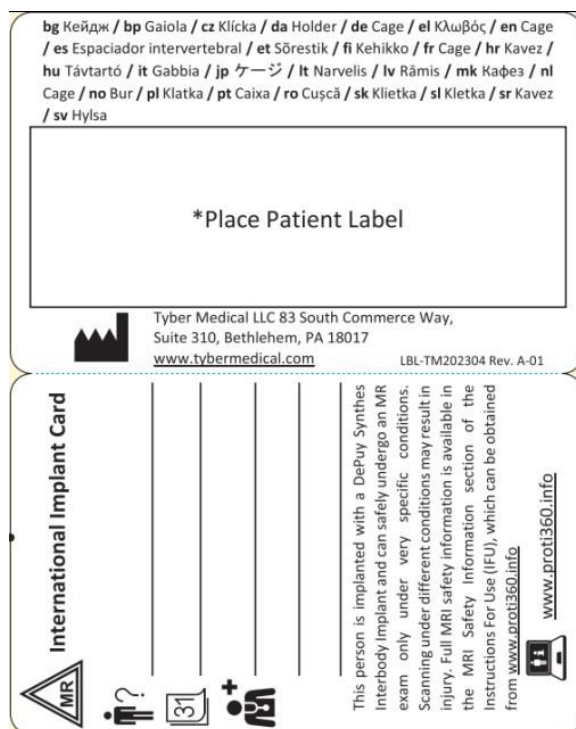 bg Кейдж / bp Gaiola / cz Klícka / da Holder / de Cage / el Κλωβός / en Cage
/ es Espaciador intervertebral / et Sõrestik / fi Kehikko / fr Cage / hr Kavez /
hu Távtartó / it Gabbia / jp ケージ / lt Narvelis / lv Rāmis / mk Кафез / nl
Cage / no Bur / pl Klatka / pt Caixa / ro Cușcă / sk Klietka / sl Kletka / sr Kavez
/ sv Hylsa
*Place Patient Label
Tyber Medical LLC 83 South Commerce Way,
Suite 310, Bethlehem, PA 18017
www.tybermedical.com
LBL-TM202304 Rev. A-01
MR
International Implant Card
?
31
This person is implanted with a DePuy Synthes
Interbody Implant and can safely undergo an MR
exam only under very specific conditions.
Scanning under different conditions may result in
injury. Full MRI safety information is available in
the MRI Safety Information section of the
Instructions For Use (IFU), which can be obtained
from www.proti360.info
www.proti360.info